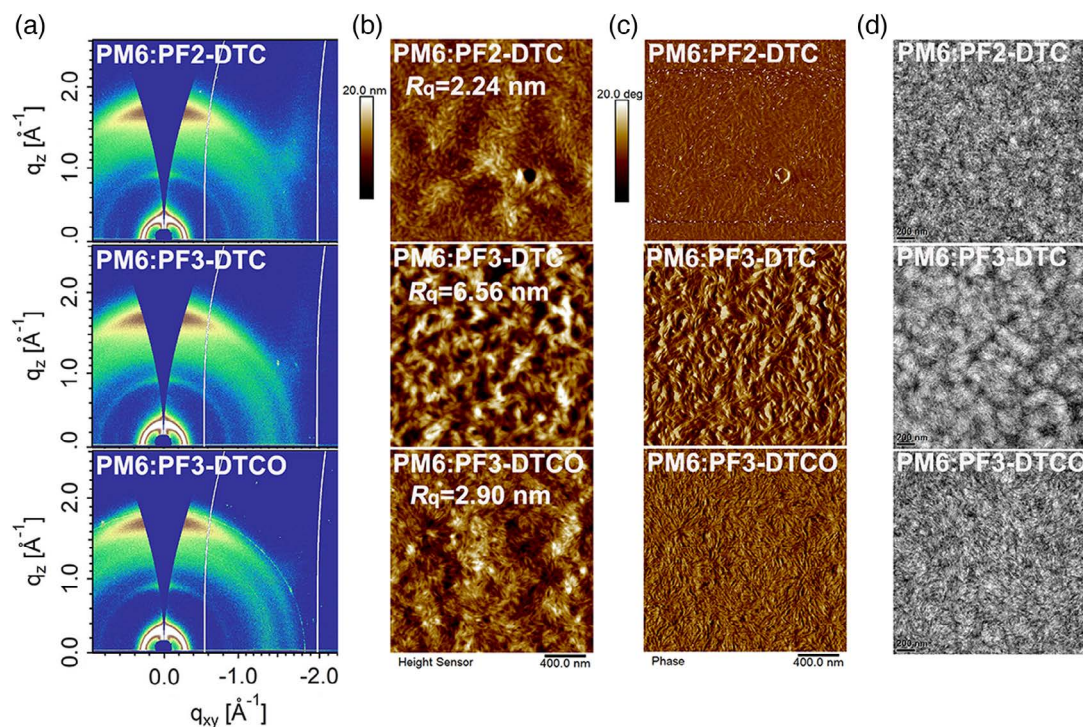 (a)
PM6:PF2-DTC
2.0
1.0
.0
q_z [Å⁻¹]
PM6:PF3-DTC
2.0
1.0
.0
q_z [Å⁻¹]
PM6:PF3-DTCO
2.0
1.0
0.0
q_z [Å⁻¹]
0.0
-1.0
-2.0
q_xy [Å⁻¹]
(b)
20.0 nm
PM6:PF2-DTC
Rq=2.24 nm
PM6:PF3-DTC
Rq=6.56 nm
PM6:PF3-DTCO
Rq=2.90 nm
Height Sensor
400.0 nm
(c)
20.0 deg
PM6:PF2-DTC
PM6:PF3-DTC
PM6:PF3-DTCO
Phase
400.0 nm
(d)
PM6:PF2-DTC
200 nm
PM6:PF3-DTC
200 nm
PM6:PF3-DTCO
200 nm